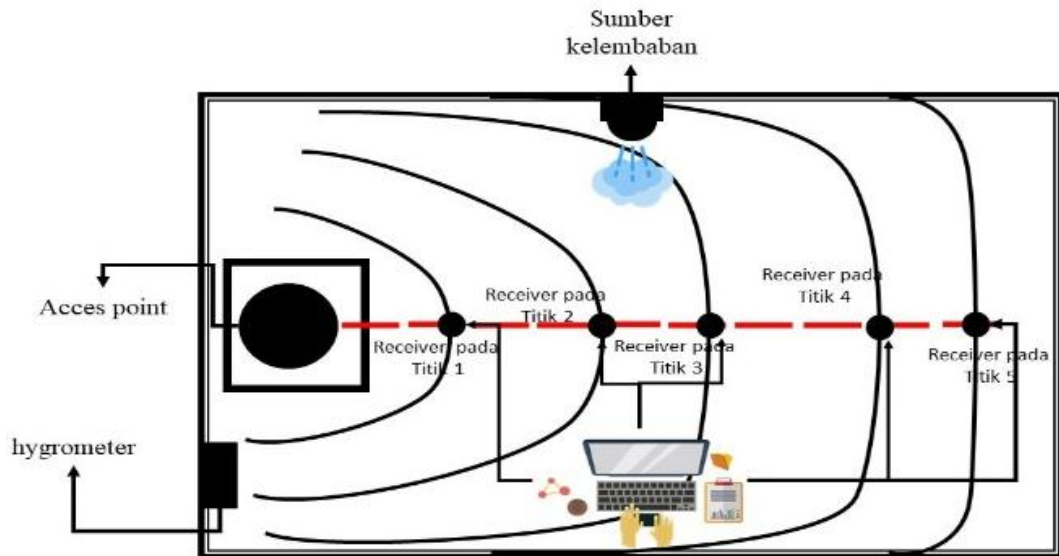 Sumber
kelembaban
Acces point
hygrometer
Receiver pada
Titik 1
Receiver pada
Titik 2
Receiver pada
Titik 3
Receiver pada
Titik 4
Receiver pada
Titik 5